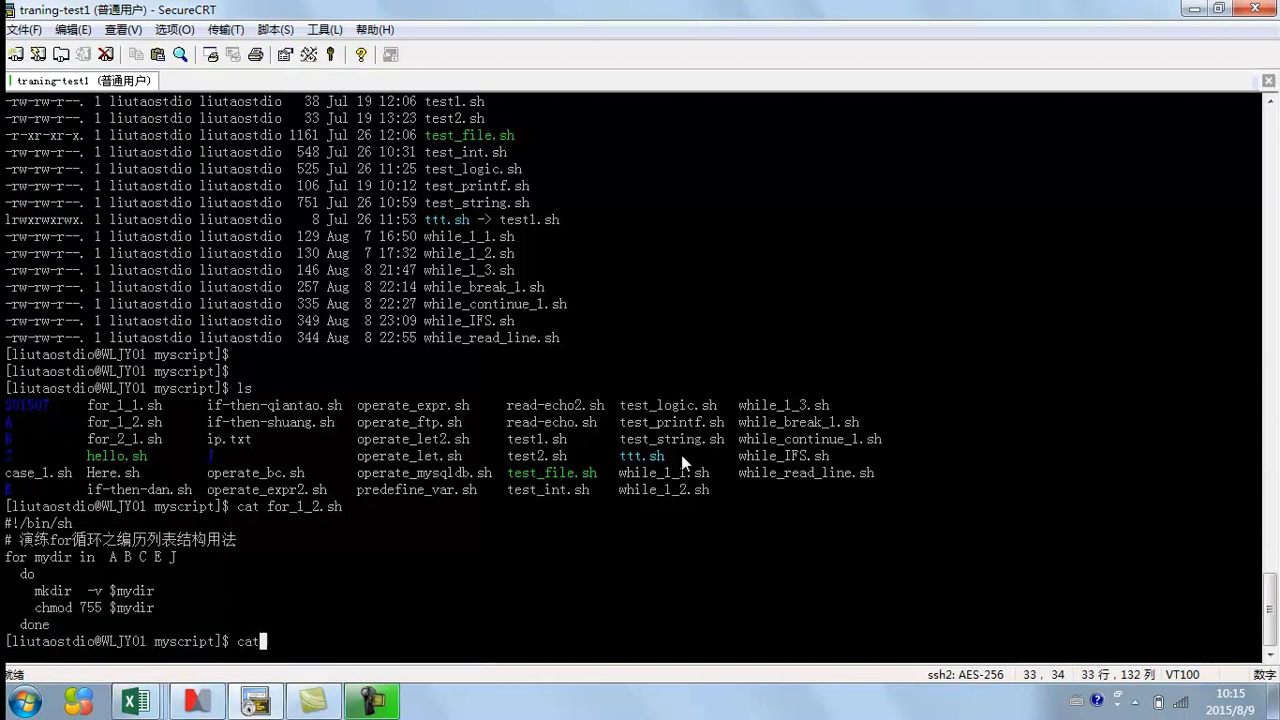 traning-test1 (普通用户) - SecureCRT
文件(F) 编辑(E) 查看(V) 选项(O) 传输(T) 脚本(S) 工具(L) 帮助(H)
traning-test1 (普通用户)
-rw-rw-r--. 1 liutaostdio liutaostdio   38 Jul 19 12:06 test1.sh
-rw-rw-r--. 1 liutaostdio liutaostdio   33 Jul 19 13:23 test2.sh
-r-xr-xr-x. 1 liutaostdio liutaostdio 1161 Jul 26 12:06 test_file.sh
-rw-rw-r--. 1 liutaostdio liutaostdio  548 Jul 26 10:31 test_int.sh
-rw-rw-r--. 1 liutaostdio liutaostdio  525 Jul 26 11:25 test_logic.sh
-rw-rw-r--. 1 liutaostdio liutaostdio  106 Jul 19 10:12 test_printf.sh
-rw-rw-r--. 1 liutaostdio liutaostdio  751 Jul 26 10:59 test_string.sh
lrwxrwxrwx. 1 liutaostdio liutaostdio    8 Jul 26 11:53 ttt.sh -> test1.sh
-rw-rw-r--. 1 liutaostdio liutaostdio  129 Aug  7 16:50 while_1_1.sh
-rw-rw-r--. 1 liutaostdio liutaostdio  130 Aug  7 17:32 while_1_2.sh
-rw-rw-r--. 1 liutaostdio liutaostdio  146 Aug  8 21:47 while_1_3.sh
-rw-rw-r--. 1 liutaostdio liutaostdio  257 Aug  8 22:14 while_break_1.sh
-rw-rw-r--. 1 liutaostdio liutaostdio  335 Aug  8 22:27 while_continue_1.sh
-rw-rw-r--. 1 liutaostdio liutaostdio  349 Aug  8 23:09 while_IFS.sh
-rw-rw-r--. 1 liutaostdio liutaostdio  344 Aug  8 22:55 while_read_line.sh
[liutaostdio@WLJY01 myscript]$
[liutaostdio@WLJY01 myscript]$
[liutaostdio@WLJY01 myscript]$ ls
201507 for_1_1.sh if-then-qiantao.sh operate_expr.sh read-echo2.sh test_logic.sh while_1_3.sh
A for_1_2.sh if-then-shuang.sh operate_ftp.sh read-echo.sh test_printf.sh while_break_1.sh
B for_2_1.sh ip.txt operate_let2.sh test1.sh test_string.sh while_continue_1.sh
C hello.sh J operate_let.sh test2.sh ttt.sh while_IFS.sh
case_1.sh Here.sh operate_bc.sh operate_mysqldb.sh test_file.sh while_1_1.sh while_read_line.sh
E if-then-dan.sh operate_expr2.sh predefine_var.sh test_int.sh while_1_2.sh
[liutaostdio@WLJY01 myscript]$ cat for_1_2.sh
#!/bin/sh
# 演练for循环之编历列表结构用法
for mydir in  A B C E J
  do
    mkdir  -v $mydir
    chmod 755 $mydir
  done
[liutaostdio@WLJY01 myscript]$ cat
就绪 ssh2: AES-256 33, 34 33 行, 132 列 VT100 数字
10:15
2015/8/9